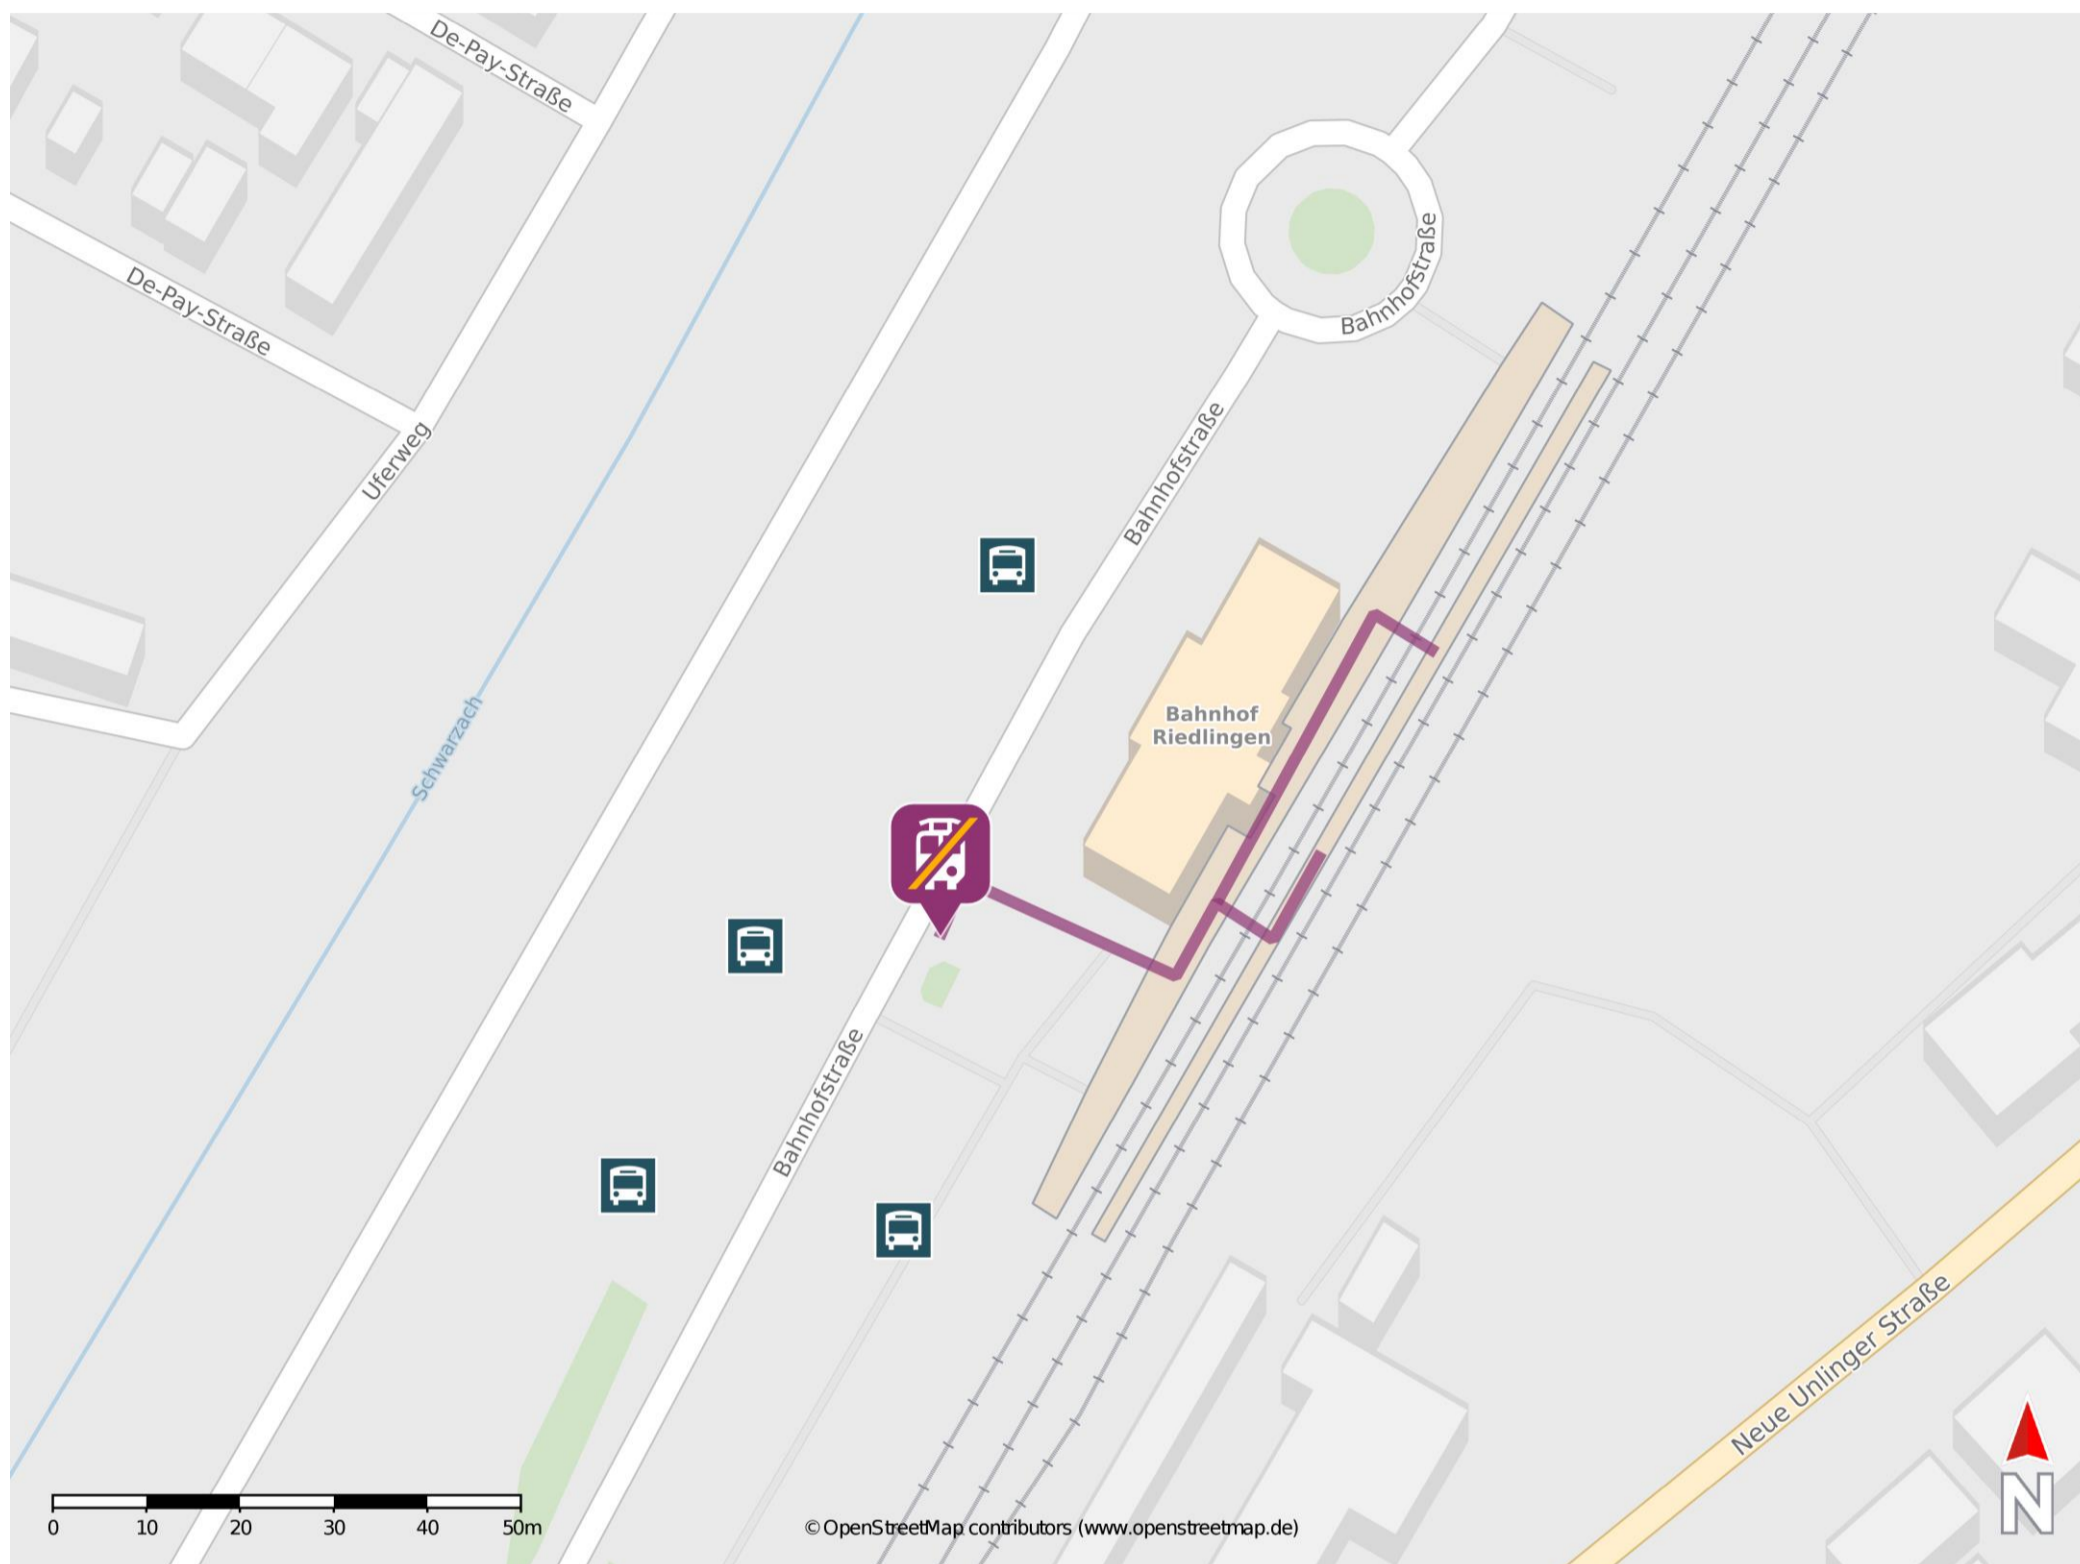 De-Pay-Straße
Bahnhofstraße
De-Pay-Straße
Uferweg
Bahnhofstraße
Bahnhof
Riedlingen
Schwarzach
Bahnhofstraße
Neue Unlinger Straße
N
0 10 20 30 40 50m
© OpenStreetMap contributors (www.openstreetmap.de)